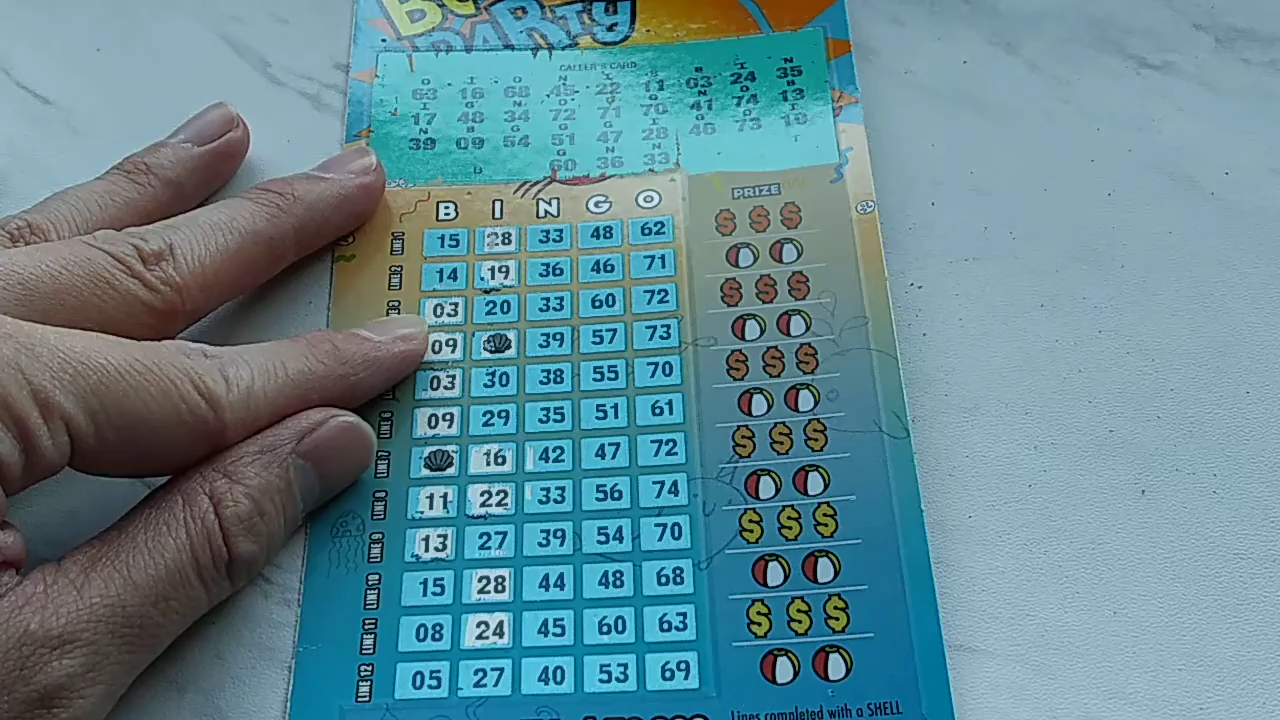 PARTY
CALLER'S CARD
O I O N I B B I N
63 16 68 45 22 11 03 24 35
I G N O O O N O B
17 48 34 72 71 70 41 74 13
N B G G G I G O I
39 09 54 51 47 28 46 73 19
G N N
60 36 33
B I N G O PRIZE
LINE 1 15 28 33 48 62 $ $ $
LINE 2 14 19 36 46 71
3 03 20 33 60 72 $ $ $
09 39 57 73
03 30 38 55 70 $ $ $
LINE 6 09 29 35 51 61
LINE 7 16 42 47 72 $ $ $
LINE 8 11 22 33 56 74
LINE 9 13 27 39 54 70 $ $ $
LINE 10 15 28 44 48 68
LINE 11 08 24 45 60 63 $ $ $
LINE 12 05 27 40 53 69
Lines completed with a SHELL